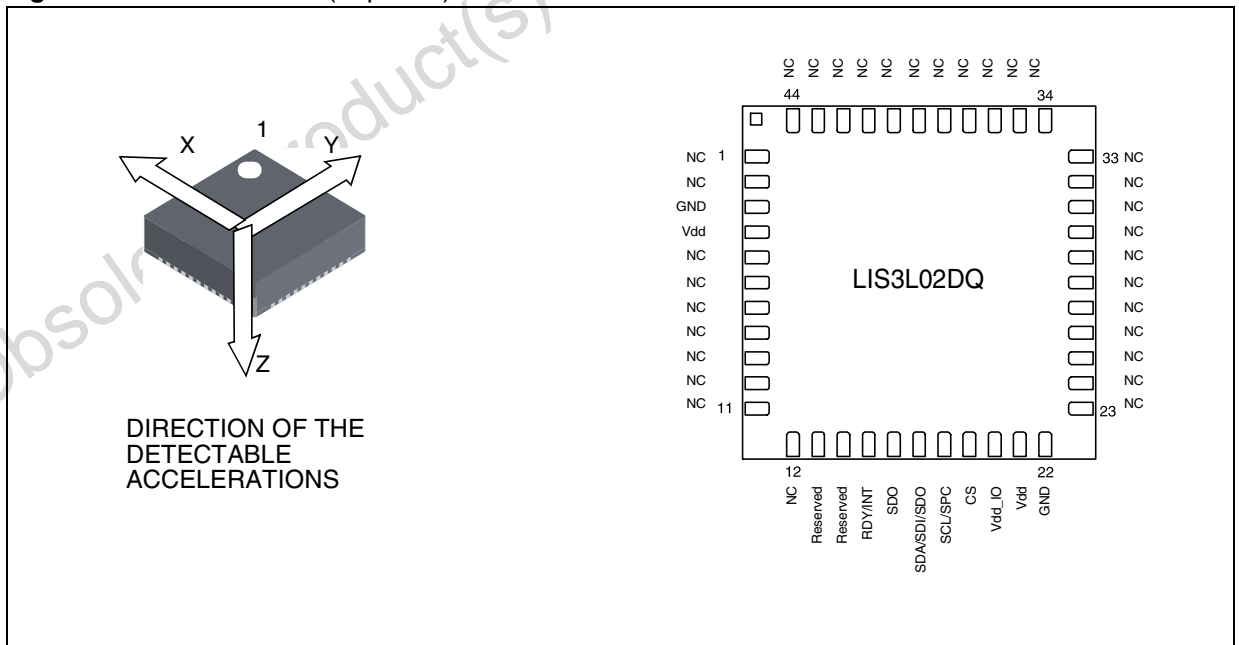 X
1
Y
Z
DIRECTION OF THE
DETECTABLE
ACCELERATIONS
NC NC NC NC NC NC NC NC NC NC NC
44 34
NC 1
NC
GND
Vdd
NC
NC
NC
NC
NC
NC
NC 11
LIS3L02DQ
33 NC
NC
NC
NC
NC
NC
NC
NC
NC
NC
23 NC
12 22
NC
Reserved
Reserved
RDY/INT
SDO
SDA/SDI/SDO
SCL/SPC
CS
Vdd_IO
Vdd
GND